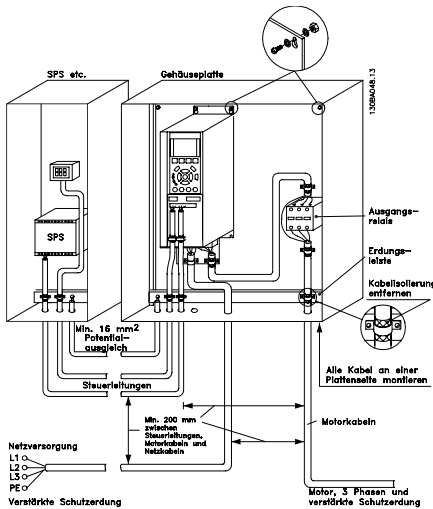 SPS etc.
Gehäuseplatte
130BA048.13
SPS
Ausgangs-
relais
Erdungs-
leiste
Kabelisolierung
entfernen
Min. 16 mm2
Potential-
ausgleich
Steuerleitungen
Alle Kabel an einer
Plattenseite montieren
Min. 200 mm
zwischen
Steuerleitungen,
Motorkabeln und
Netzkabeln
Motorkabeln
Netzversorgung
L1
L2
L3
PE
Verstärkte Schutzerdung
Motor, 3 Phasen und
verstärkte Schutzerdung